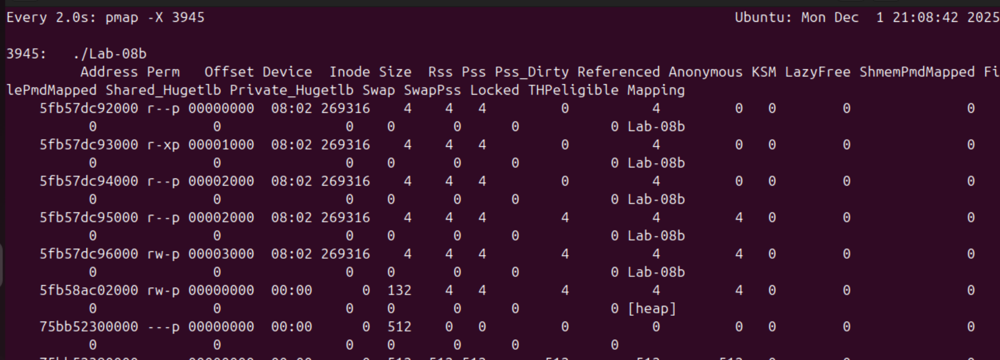 Every 2.0s: pmap -X 3945 Ubuntu: Mon Dec  1 21:08:42 2025
3945:   ./Lab-08b
Address Perm   Offset Device  Inode Size  Rss Pss Pss_Dirty Referenced Anonymous KSM LazyFree ShmemPmdMapped Fi
lePmdMapped Shared_Hugetlb Private_Hugetlb Swap SwapPss Locked THPeligible Mapping
5fb57dc92000 r--p 00000000  08:02 269316    4    4   4         0          4         0   0        0              0
0              0               0    0       0      0           0 Lab-08b
5fb57dc93000 r-xp 00001000  08:02 269316    4    4   4         0          4         0   0        0              0
0              0               0    0       0      0           0 Lab-08b
5fb57dc94000 r--p 00002000  08:02 269316    4    4   4         0          4         0   0        0              0
0              0               0    0       0      0           0 Lab-08b
5fb57dc95000 r--p 00002000  08:02 269316    4    4   4         4          4         4   0        0              0
0              0               0    0       0      0           0 Lab-08b
5fb57dc96000 rw-p 00003000  08:02 269316    4    4   4         4          4         4   0        0              0
0              0               0    0       0      0           0 Lab-08b
5fb58ac02000 rw-p 00000000  00:00      0  132    4   4         4          4         4   0        0              0
0              0               0    0       0      0           0 [heap]
75bb52300000 ---p 00000000  00:00      0  512    0   0         0          0         0   0        0              0
0              0               0    0       0      0           0